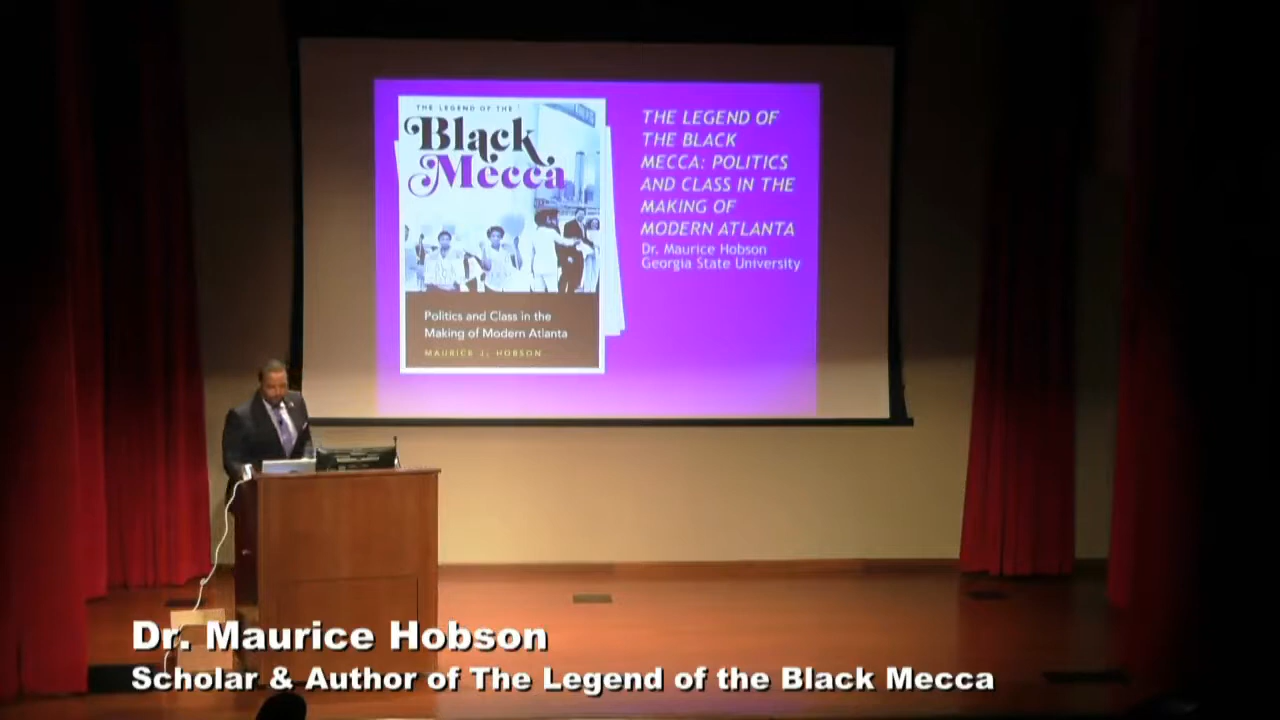 THE LEGEND OF THE
Black
Mecca
Politics and Class in the
Making of Modern Atlanta
MAURICE J. HOBSON
THE LEGEND OF
THE BLACK
MECCA: POLITICS
AND CLASS IN THE
MAKING OF
MODERN ATLANTA
Dr. Maurice Hobson
Georgia State University
Dr. Maurice Hobson
Scholar & Author of The Legend of the Black Mecca